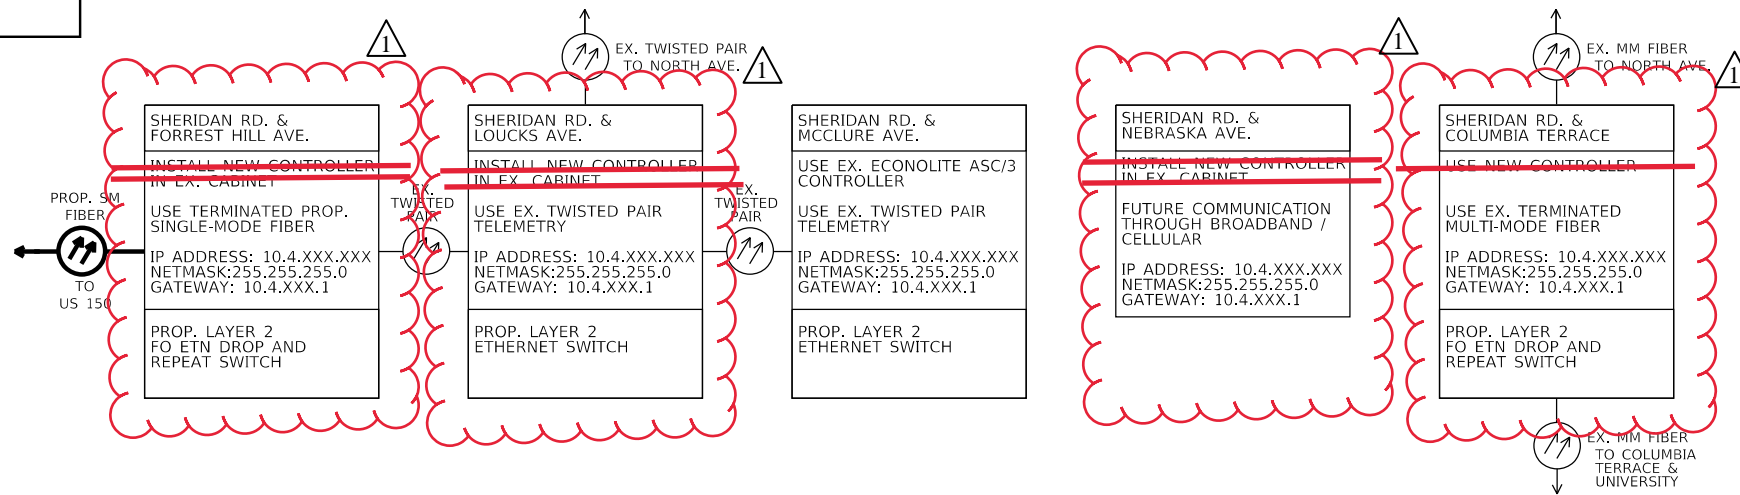 1
EX. TWISTED PAIR
TO NORTH AVE.
1
1
EX. MM FIBER
TO NORTH AVE.
1
PROP. SM
FIBER
TO
US 150
SHERIDAN RD. &
FORREST HILL AVE.
INSTALL NEW CONTROLLER
IN EX. CABINET
USE TERMINATED PROP.
SINGLE-MODE FIBER
IP ADDRESS: 10.4.XXX.XXX
NETMASK:255.255.255.0
GATEWAY: 10.4.XXX.1
PROP. LAYER 2
FO ETN DROP AND
REPEAT SWITCH
EX.
TWISTED
PAIR
SHERIDAN RD. &
LOUCKS AVE.
INSTALL NEW CONTROLLER
IN EX. CABINET
USE EX. TWISTED PAIR
TELEMETRY
IP ADDRESS: 10.4.XXX.XXX
NETMASK:255.255.255.0
GATEWAY: 10.4.XXX.1
PROP. LAYER 2
ETHERNET SWITCH
EX.
TWISTED
PAIR
SHERIDAN RD. &
MCCLURE AVE.
USE EX. ECONOLITE ASC/3
CONTROLLER
USE EX. TWISTED PAIR
TELEMETRY
IP ADDRESS: 10.4.XXX.XXX
NETMASK:255.255.255.0
GATEWAY: 10.4.XXX.1
PROP. LAYER 2
ETHERNET SWITCH
SHERIDAN RD. &
NEBRASKA AVE.
INSTALL NEW CONTROLLER
IN EX. CABINET
FUTURE COMMUNICATION
THROUGH BROADBAND /
CELLULAR
IP ADDRESS: 10.4.XXX.XXX
NETMASK:255.255.255.0
GATEWAY: 10.4.XXX.1
SHERIDAN RD. &
COLUMBIA TERRACE
USE NEW CONTROLLER
USE EX. TERMINATED
MULTI-MODE FIBER
IP ADDRESS: 10.4.XXX.XXX
NETMASK:255.255.255.0
GATEWAY: 10.4.XXX.1
PROP. LAYER 2
FO ETN DROP AND
REPEAT SWITCH
EX. MM FIBER
TO COLUMBIA
TERRACE &
UNIVERSITY